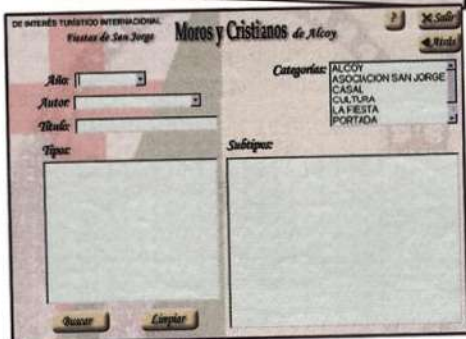 DE INTERÉS TURÍSTICO INTERNACIONAL
Fiestas de San Jorge
Moros y Cristianos de Alcoy
?
Salir
Atrás
Año:
Autor:
Título:
Categorías:
ALCOY
ASOCIACION SAN JORGE
CASAL
CULTURA
LA FIESTA
PORTADA
Tipos:
Subtipos:
Buscar
Limpiar